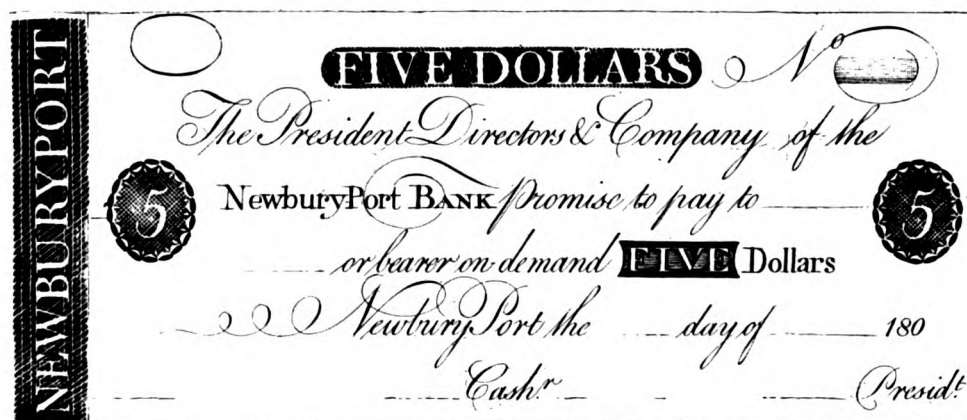 NEWBURYPORT
FIVE DOLLARS No
The President Directors & Company of the
5 NewburyPort BANK promise to pay to 5
or bearer on demand FIVE Dollars
NewburyPort the day of 180
Cashr Presidt